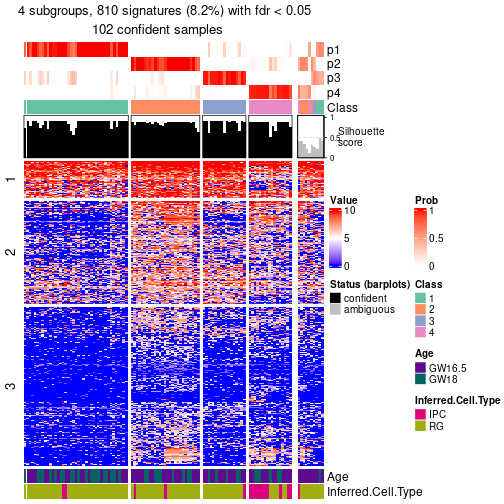 4 subgroups, 810 signatures (8.2%) with fdr < 0.05
102 confident samples
p1
p2
p3
p4
Class
1
0.5
0
Silhouette
score
1
2
3
Value
10
5
0
Prob
1
0.5
0
Status (barplots)
confident
ambiguous
Class
1
2
3
4
Age
GW16.5
GW18
Inferred.Cell.Type
IPC
RG
Age
Inferred.Cell.Type